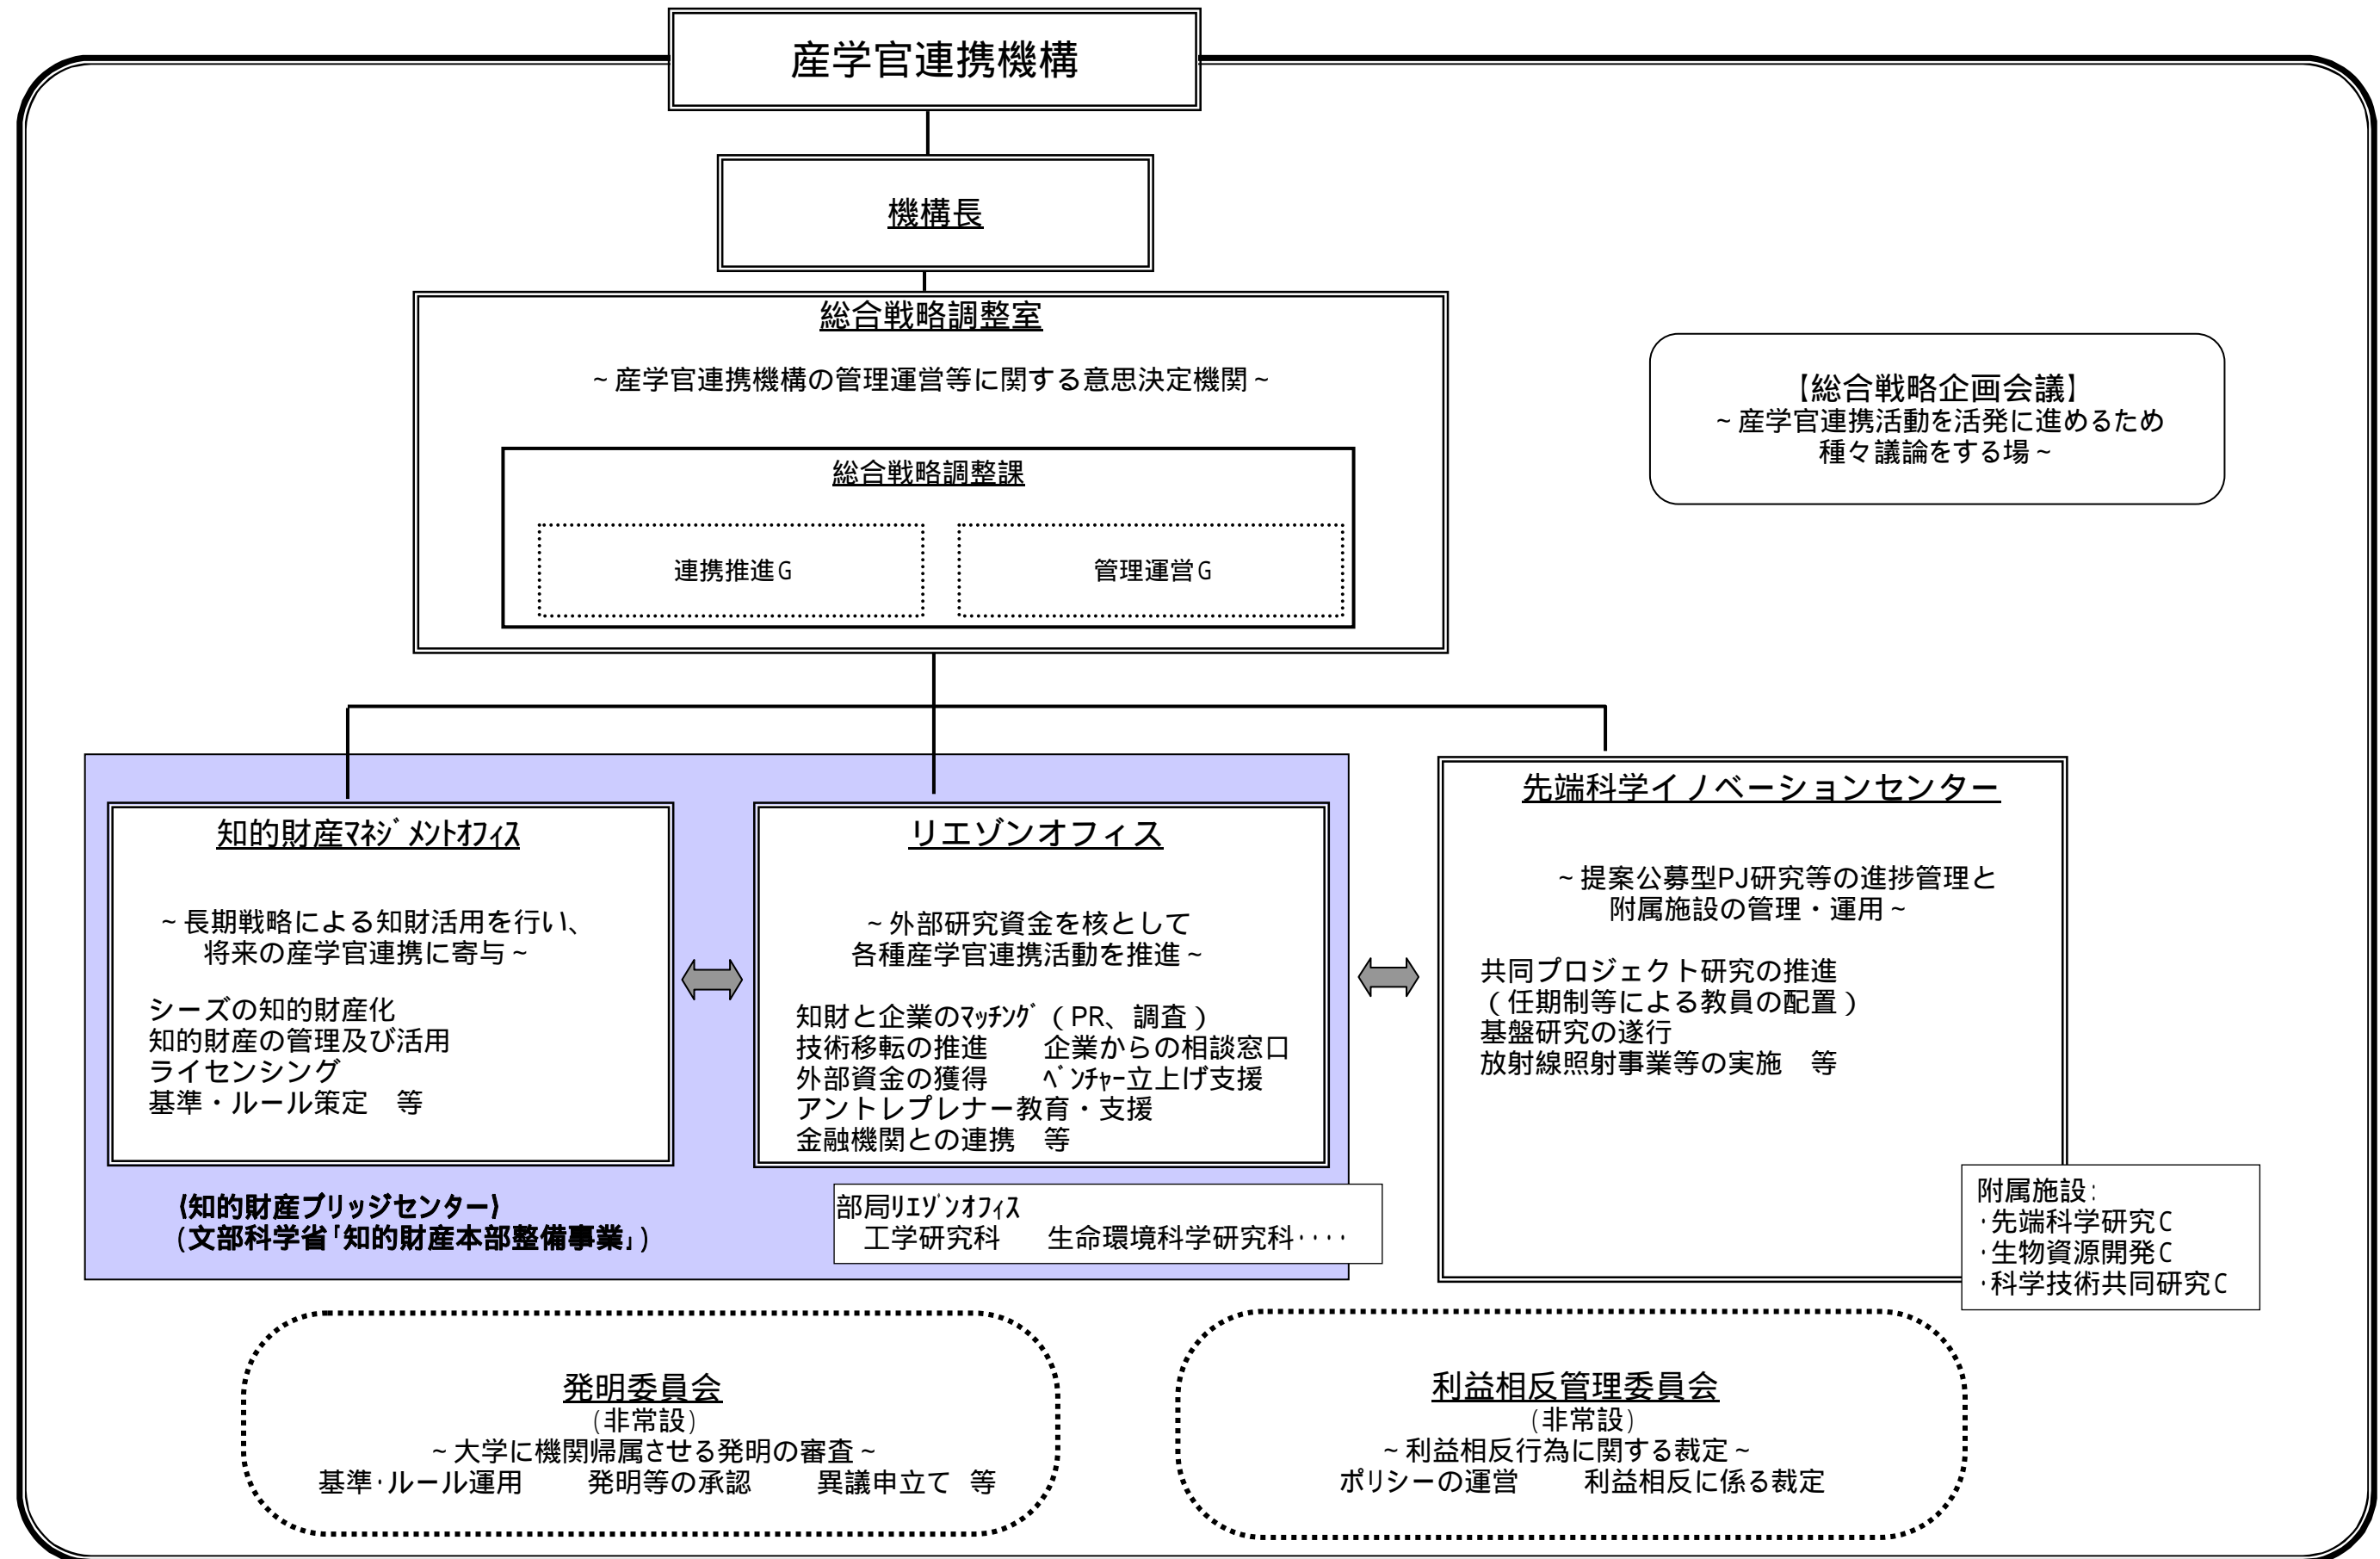 産学官連携機構
機構長
総合戦略調整室
~産学官連携機構の管理運営等に関する意思決定機関~
総合戦略調整課
連携推進G
管理運営G
【総合戦略企画会議】
~産学官連携活動を活発に進めるため
種々議論をする場~
知的財産ﾏﾈｼﾞﾒﾝﾄｵﾌｨｽ
~長期戦略による知財活用を行い、
将来の産学官連携に寄与~
シーズの知的財産化
知的財産の管理及び活用
ライセンシング
基準・ルール策定　等
リエゾンオフィス
~外部研究資金を核として
各種産学官連携活動を推進~
知財と企業のﾏｯﾁﾝｸﾞ（PR、調査）
技術移転の推進　　企業からの相談窓口
外部資金の獲得　　ﾍﾞﾝﾁｬｰ立上げ支援
アントレプレナー教育・支援
金融機関との連携　等
先端科学イノベーションセンター
~提案公募型PJ研究等の進捗管理と
附属施設の管理・運用~
共同プロジェクト研究の推進
（任期制等による教員の配置）
基盤研究の遂行
放射線照射事業等の実施　等
附属施設:
・先端科学研究C
・生物資源開発C
・科学技術共同研究C
(知的財産ブリッジセンター)
(文部科学省「知的財産本部整備事業」)
部局ﾘｴｿﾞﾝｵﾌｨｽ
工学研究科　生命環境科学研究科・・・・
発明委員会
(非常設)
~大学に機関帰属させる発明の審査~
基準・ルール運用　　発明等の承認　　異議申立て　等
利益相反管理委員会
(非常設)
~利益相反行為に関する裁定~
ポリシーの運営　　利益相反に係る裁定